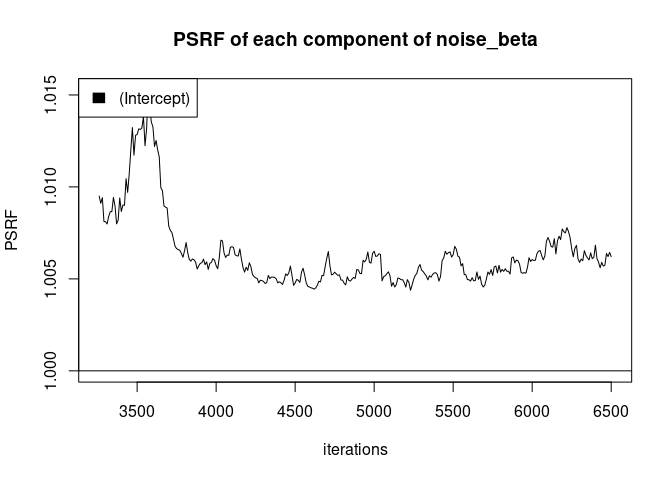 PSRF of each component of noise_beta
(Intercept)
PSRF
1.015
1.010
1.005
1.000
3500 4000 4500 5000 5500 6000 6500
iterations